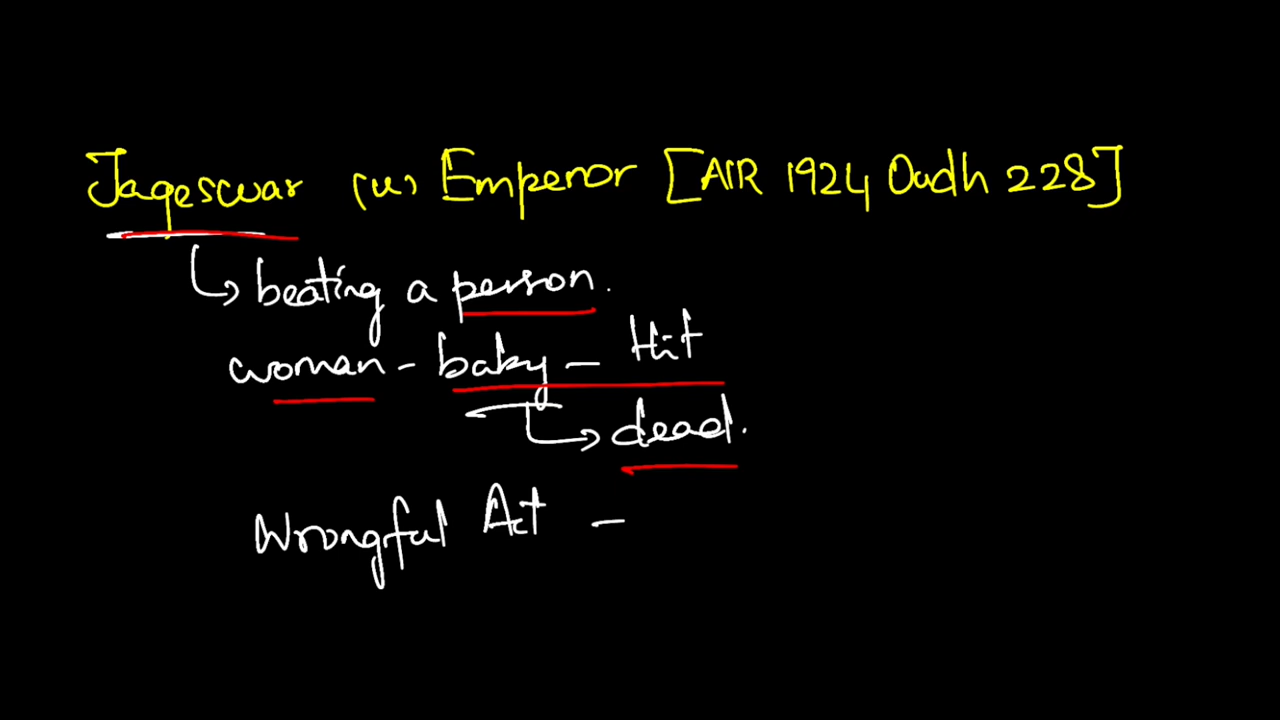 Jageswar (v) Emperor [AIR 1924 Oudh 228]
beating a person.
woman - baby - Hit
dead.
Wrongful Act -